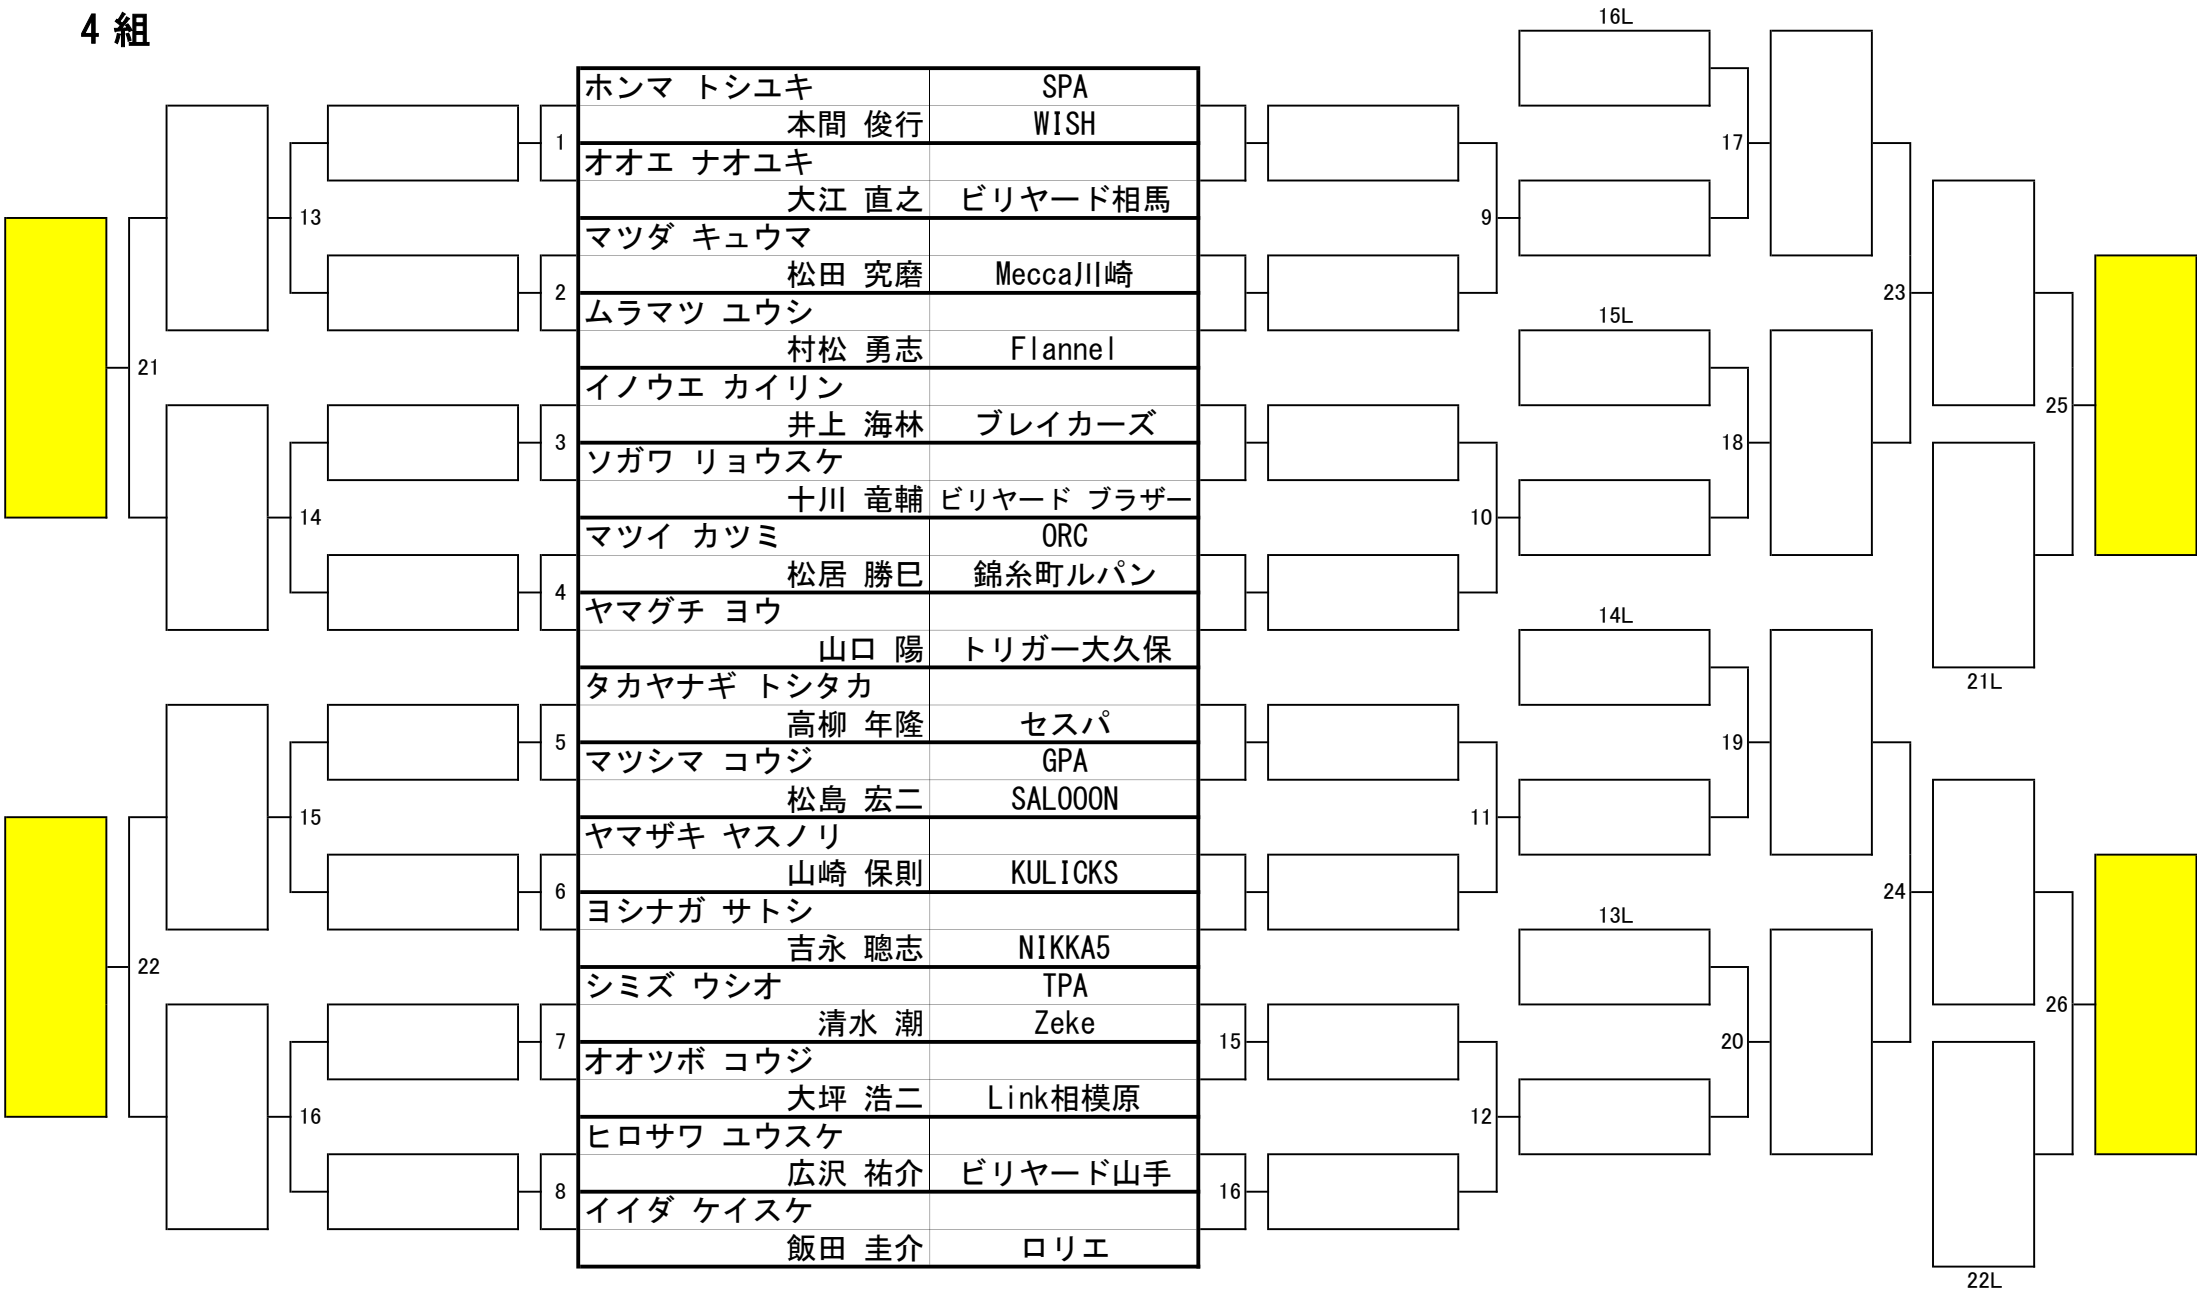 4 組
16L
ホンマ トシユキ SPA
1 本間 俊行 WISH 17
オオエ ナオユキ
大江 直之 ビリヤード相馬
13 9
マツダ キュウマ
2 松田 究磨 Mecca川崎 23
ムラマツ ユウシ 15L
村松 勇志 Flannel
21
イノウエ カイリン
井上 海林 ブレイカーズ 25
3 18
ソガワ リョウスケ
十川 竜輔 ビリヤード ブラザー
14 10
マツイ カツミ ORC
松居 勝巳 錦糸町ルパン
4
ヤマグチ ヨウ 14L
山口 陽 トリガー大久保
タカヤナギ トシタカ 21L
高柳 年隆 セスパ
5 19
マツシマ コウジ GPA
松島 宏二 SALOOON
15 11
ヤマザキ ヤスノリ
山崎 保則 KULICKS
6 24
ヨシナガ サトシ 13L
吉永 聰志 NIKKA5
22
シミズ ウシオ TPA
清水 潮 Zeke 26
7 15 20
オオツボ コウジ
大坪 浩二 Link相模原
16 12
ヒロサワ ユウスケ
広沢 祐介 ビリヤード山手
8 16
イイダ ケイスケ
飯田 圭介 ロリエ
22L